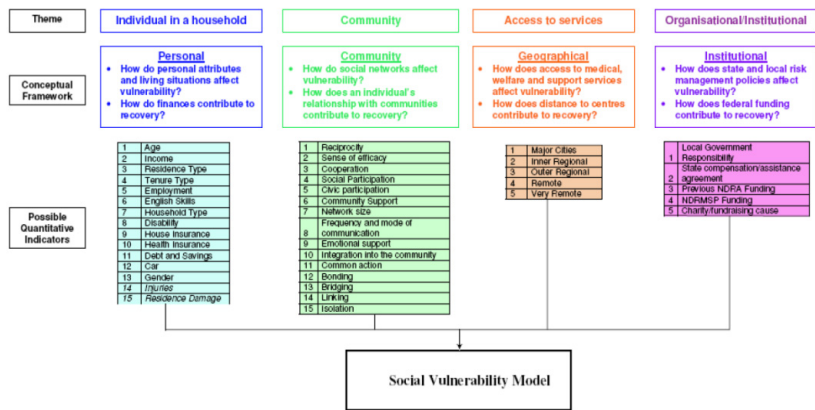 Theme
Individual in a household
Community
Access to services
Organisational/Institutional
Conceptual
Framework
Personal
• How do personal attributes
and living situations affect
vulnerability?
• How do finances contribute to
recovery?
Community
• How do social networks affect
vulnerability?
• How does an individual's
relationship with communities
contribute to recovery?
Geographical
• How does access to medical,
welfare and support services
affect vulnerability?
• How does distance to centres
contribute to recovery?
Institutional
• How does state and local risk
management policies affect
vulnerability?
• How does federal funding
contribute to recovery?
Possible
Quantitative
Indicators
1 Age
2 Income
3 Residence Type
4 Tenure Type
5 Employment
6 English Skills
7 Household Type
8 Disability
9 House Insurance
10 Health Insurance
11 Debt and Savings
12 Car
13 Gender
14 Injuries
15 Residence Damage
1 Reciprocity
2 Sense of efficacy
3 Cooperation
4 Social Participation
5 Civic participation
6 Community Support
7 Network size
Frequency and mode of
8 communication
9 Emotional support
10 Integration into the community
11 Common action
12 Bonding
13 Bridging
14 Linking
15 Isolation
1 Major Cities
2 Inner Regional
3 Outer Regional
4 Remote
5 Very Remote
Local Government
1 Responsibility
State compensation/assistance
2 agreement
3 Previous NDRA Funding
4 NDRMSP Funding
5 Charity/fundraising cause
Social Vulnerability Model